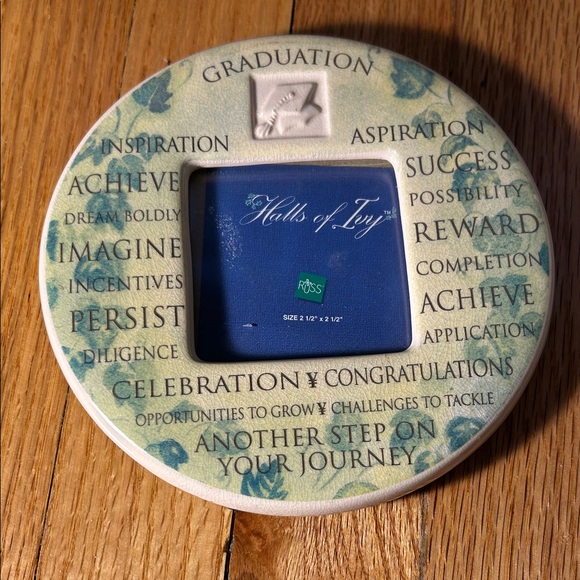 GRADUATION
INSPIRATION ASPIRATION
ACHIEVE SUCCESS
DREAM BOLDLY POSSIBILITY
IMAGINE REWARD
INCENTIVES COMPLETION
PERSIST ACHIEVE
DILIGENCE APPLICATION
Halls of Ivy™
RUSS
SIZE 2 1/2" x 2 1/2"
CELEBRATION ¥ CONGRATULATIONS
OPPORTUNITIES TO GROW ¥ CHALLENGES TO TACKLE
ANOTHER STEP ON
YOUR JOURNEY